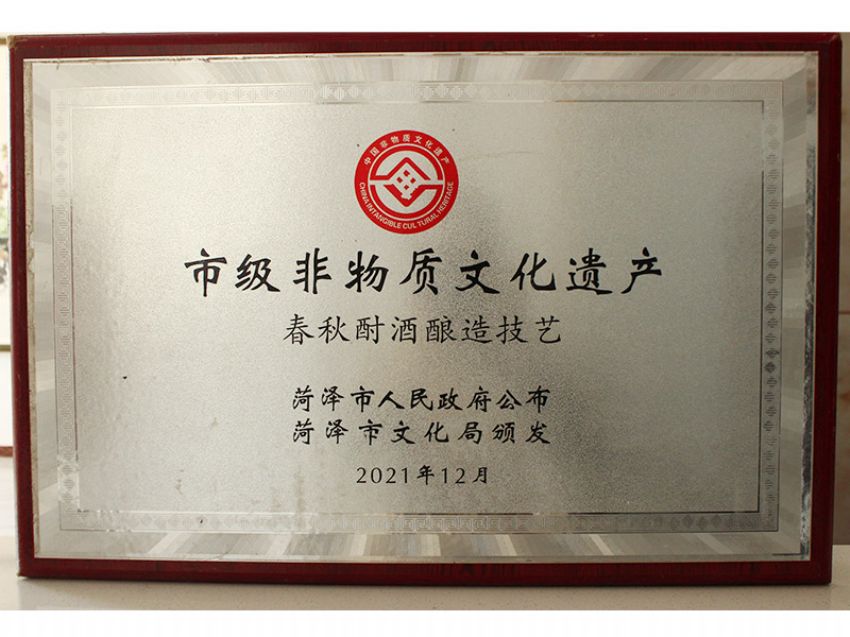 中国非物质文化遗产
CHINA INTANGIBLE CULTURAL HERITAGE
市级非物质文化遗产
春秋酎酒酿造技艺
菏泽市人民政府公布
菏泽市文化局颁发
2021年12月